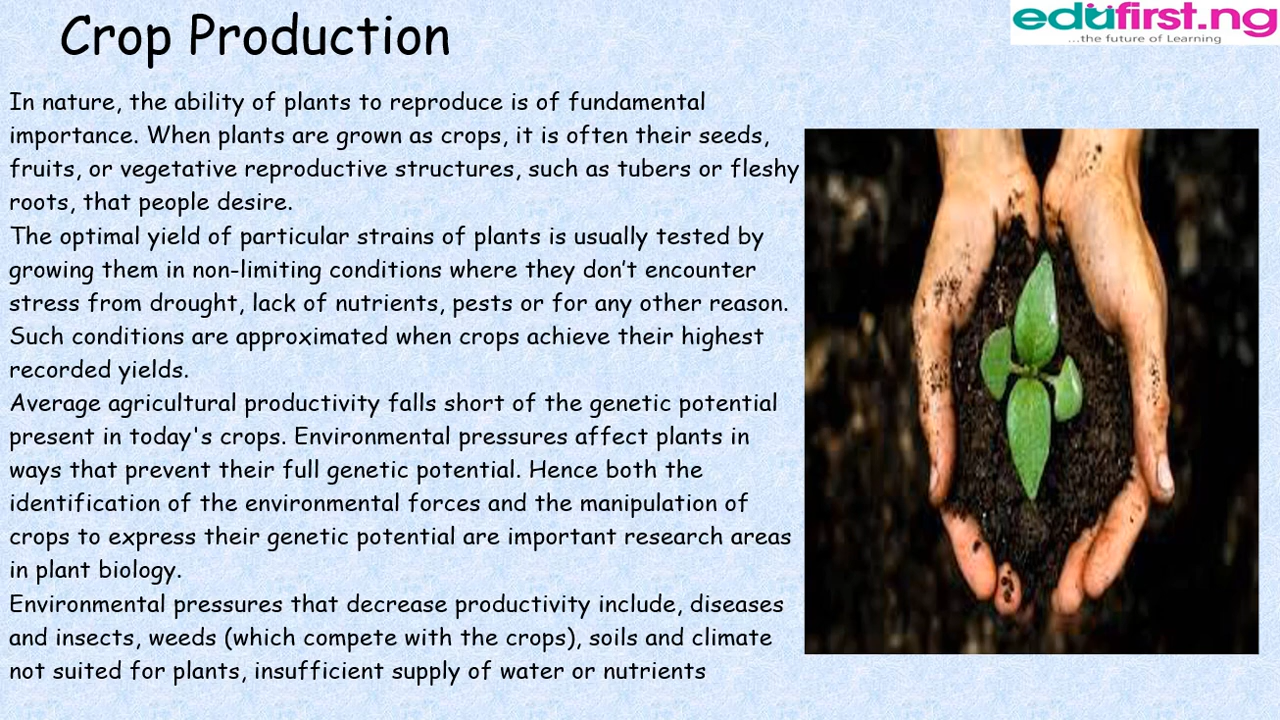 Crop Production
edufirst.ng
...the future of Learning
In nature, the ability of plants to reproduce is of fundamental
importance. When plants are grown as crops, it is often their seeds,
fruits, or vegetative reproductive structures, such as tubers or fleshy
roots, that people desire.
The optimal yield of particular strains of plants is usually tested by
growing them in non-limiting conditions where they don’t encounter
stress from drought, lack of nutrients, pests or for any other reason.
Such conditions are approximated when crops achieve their highest
recorded yields.
Average agricultural productivity falls short of the genetic potential
present in today's crops. Environmental pressures affect plants in
ways that prevent their full genetic potential. Hence both the
identification of the environmental forces and the manipulation of
crops to express their genetic potential are important research areas
in plant biology.
Environmental pressures that decrease productivity include, diseases
and insects, weeds (which compete with the crops), soils and climate
not suited for plants, insufficient supply of water or nutrients